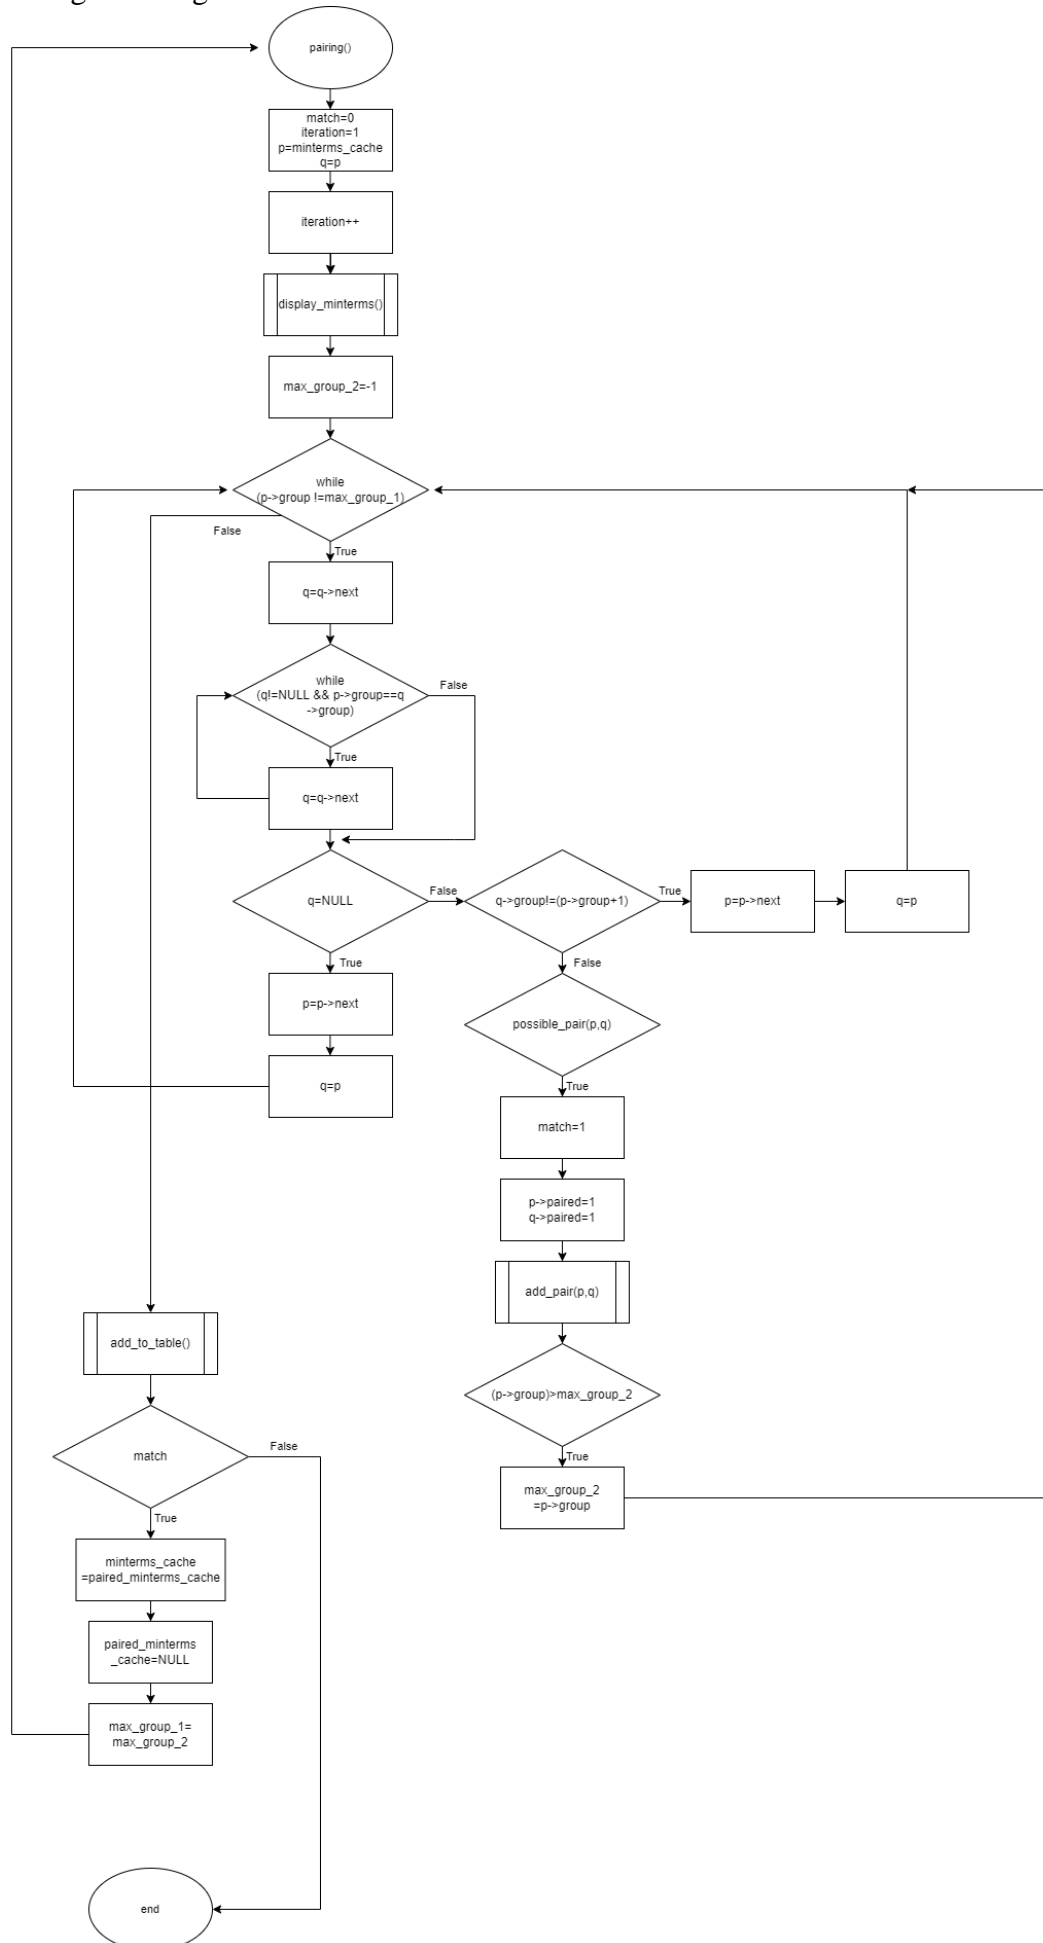 pairing()
match=0
iteration=1
p=minterms_cache
q=p
iteration++
display_minterms()
max_group_2=-1
while
(p->group !=max_group_1)
False
True
q=q->next
while
(q!=NULL && p->group==q
->group)
False
True
q=q->next
q=NULL
False
q->group!=(p->group+1)
True
p=p->next
q=p
True
p=p->next
q=p
False
possible_pair(p,q)
True
match=1
p->paired=1
q->paired=1
add_pair(p,q)
(p->group)>max_group_2
True
max_group_2
=p->group
add_to_table()
match
False
True
minterms_cache
=paired_minterms_cache
paired_minterms
_cache=NULL
max_group_1=
max_group_2
end